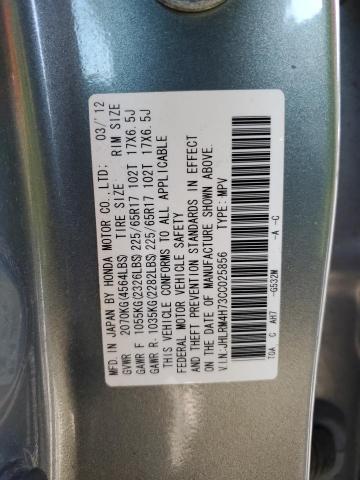 MFD. IN JAPAN BY HONDA MOTOR CO.,LTD; 03/'12
GVWR 2070KG(4564LBS) TIRE SIZE RIM SIZE
GAWR F 1055KG(2326LBS) 225/65R17 102T 17X6.5J
GAWR R. 1035KG(2282LBS) 225/65R17 102T 17X6.5J
THIS VEHICLE CONFORMS TO ALL APPLICABLE
FEDERAL MOTOR VEHICLE SAFETY
AND THEFT PREVENTION STANDARDS IN EFFECT
ON THE DATE OF MANUFACTURE SHOWN ABOVE.
V.I.N:JHLRM4H73CC025856 TYPE: MPV
T0A C AH7 -G532M -A -C